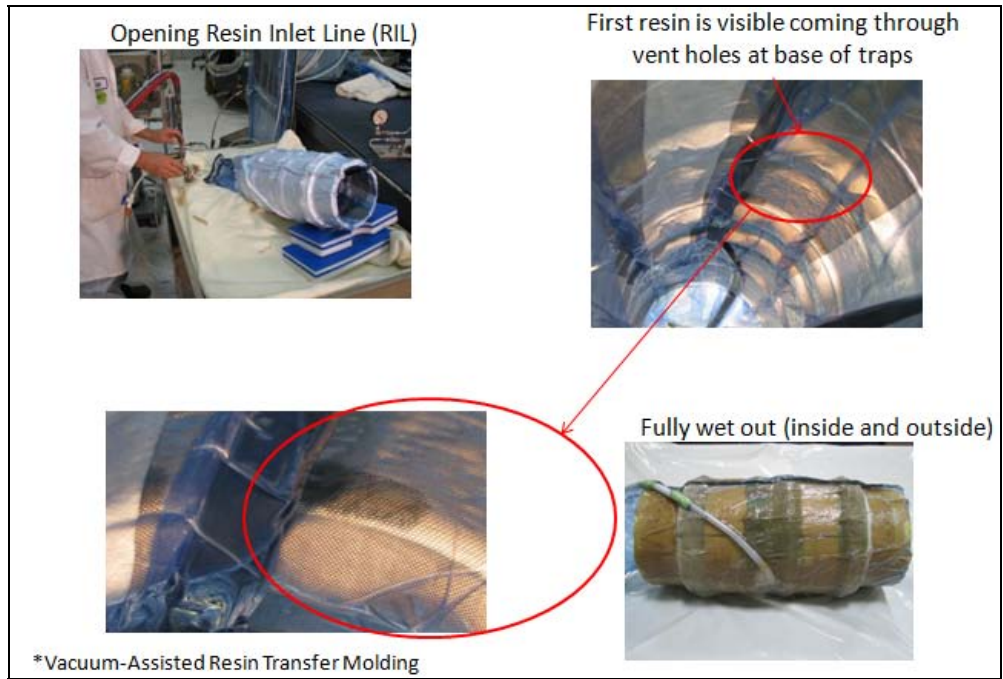 Opening Resin Inlet Line (RIL)
First resin is visible coming through
vent holes at base of traps
Fully wet out (inside and outside)
*Vacuum-Assisted Resin Transfer Molding